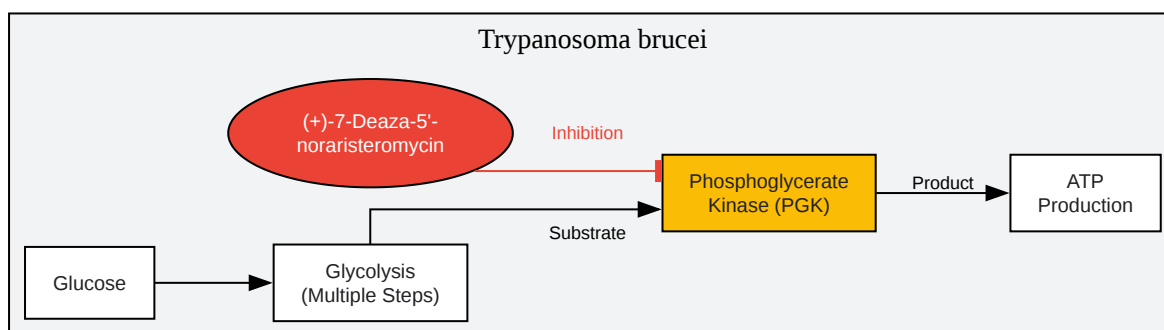 Trypanosoma brucei
(+)-7-Deaza-5'-
noraristeromycin
Inhibition
Phosphoglycerate
Kinase (PGK)
Product
ATP
Production
Substrate
Glucose
Glycolysis
(Multiple Steps)